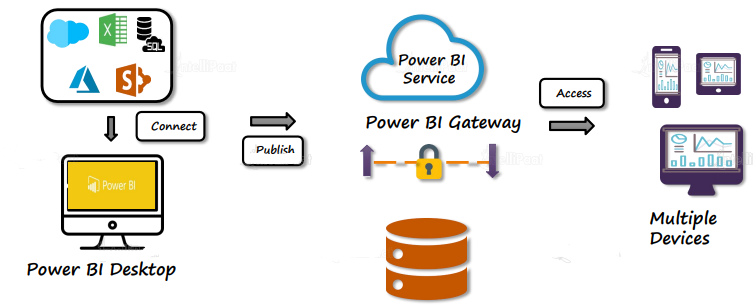 SQL
Connect
Power BI
Power BI Desktop
Publish
Power BI
Service
Power BI Gateway
Access
Multiple
Devices